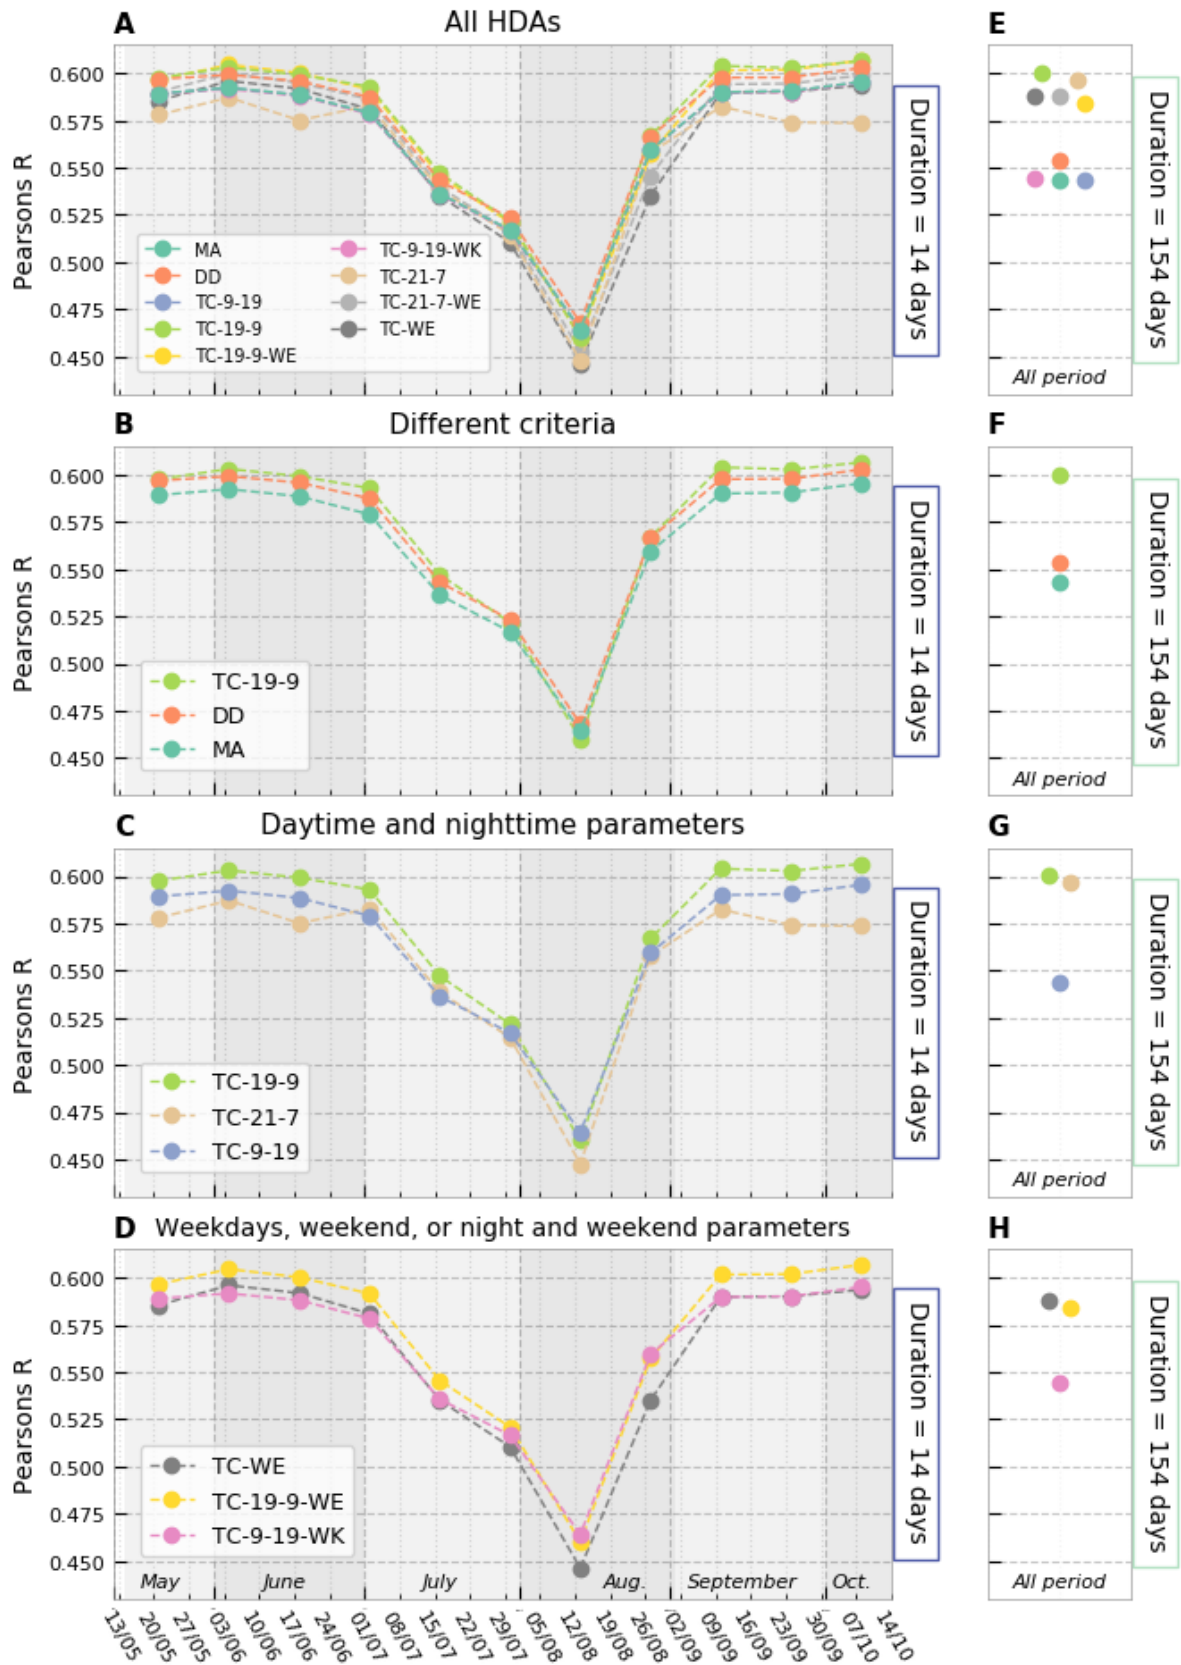 A
All HDAs
E
Pearsons R
0.600
0.575
0.550
0.525
0.500
0.475
0.450
MA
DD
TC-9-19
TC-19-9
TC-19-9-WE
TC-9-19-WK
TC-21-7
TC-21-7-WE
TC-WE
Duration = 14 days
All period
Duration = 154 days
B
Different criteria
F
Pearsons R
0.600
0.575
0.550
0.525
0.500
0.475
0.450
TC-19-9
DD
MA
Duration = 14 days
All period
Duration = 154 days
C
Daytime and nighttime parameters
G
Pearsons R
0.600
0.575
0.550
0.525
0.500
0.475
0.450
TC-19-9
TC-21-7
TC-9-19
Duration = 14 days
All period
Duration = 154 days
D
Weekdays, weekend, or night and weekend parameters
H
Pearsons R
0.600
0.575
0.550
0.525
0.500
0.475
0.450
TC-WE
TC-19-9-WE
TC-9-19-WK
May
June
July
Aug.
September
Oct.
Duration = 14 days
All period
Duration = 154 days
13/05
20/05
27/05
03/06
10/06
17/06
24/06
01/07
08/07
15/07
22/07
29/07
05/08
12/08
19/08
26/08
02/09
09/09
16/09
23/09
30/09
07/10
14/10